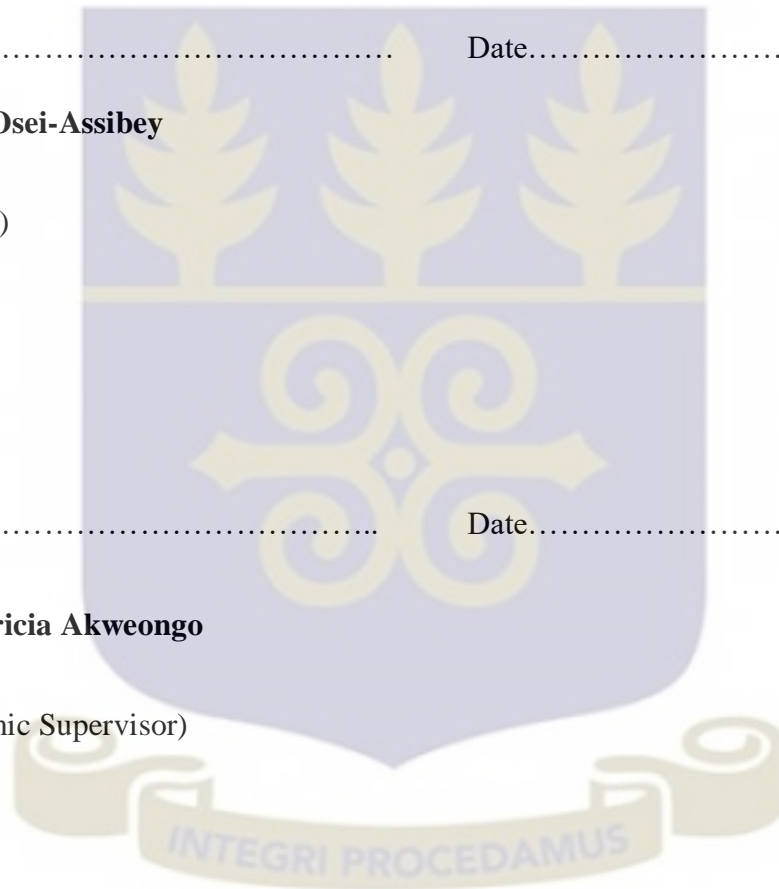 …………………………………… Date……………………
Osei-Assibey
)
………………………………….. Date……………………
ricia Akweongo
nic Supervisor)
INTEGRI PROCEDAMUS